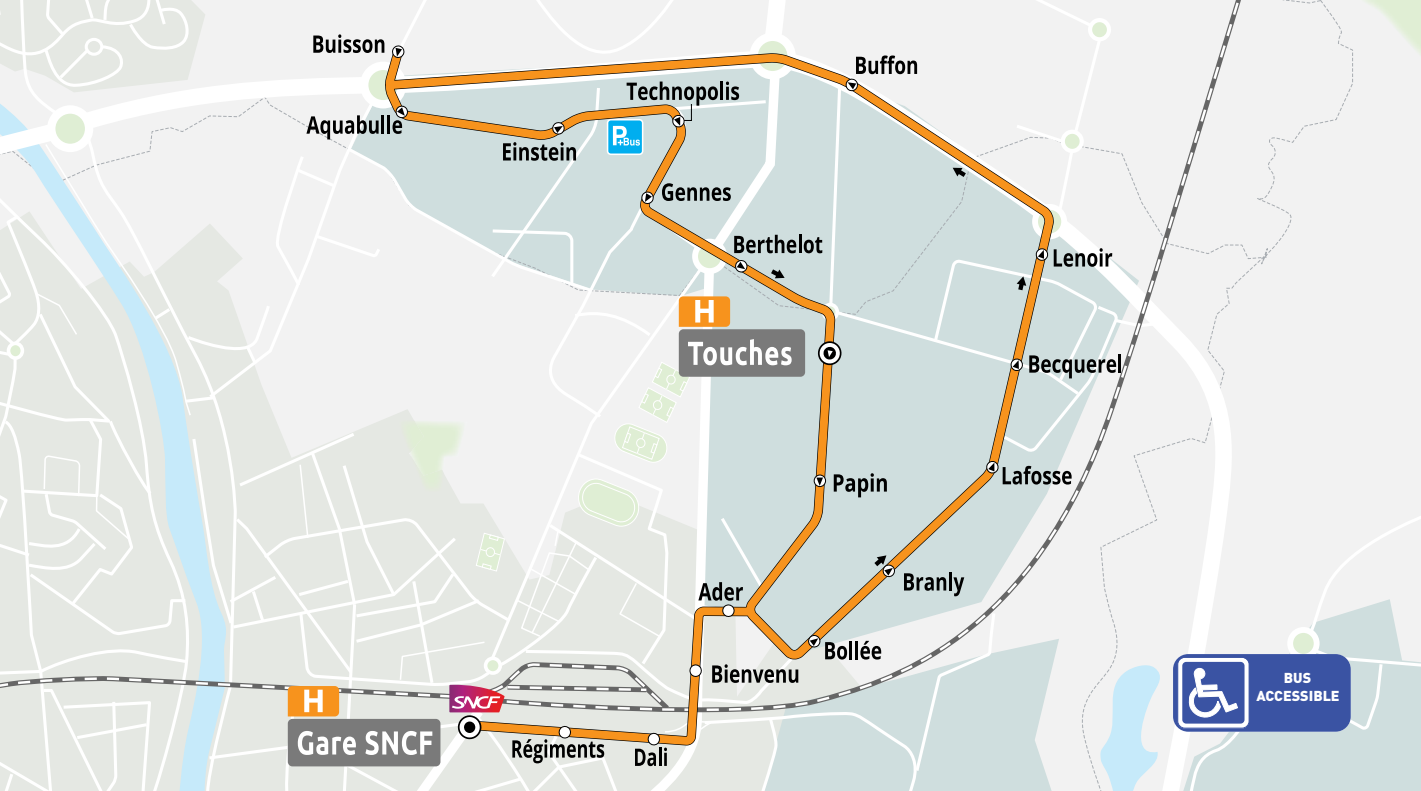 Buisson
Buffon
Technopolis
Aquabulle
P
+Bus
Einstein
Gennes
Berthelot
Lenoir
H
Touches
Becquerel
Lafosse
Papin
Branly
Ader
Bollée
Bienvenu
H
SNCF
Gare SNCF
Régiments
Dali
BUS
ACCESSIBLE